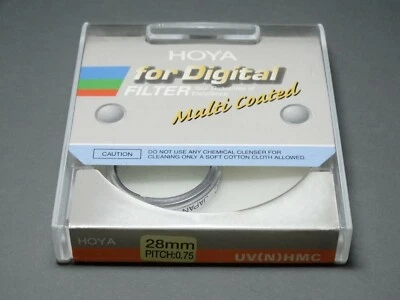 HOYA
for Digital
FILTER
Multi Coated
CAUTION
DO NOT USE ANY CHEMICAL CLENSER FOR
CLEANING ONLY A SOFT COTTON CLOTH ALLOWED.
JAPAN
HOYA
28mm
PITCH:0.75
UV(N)HMC